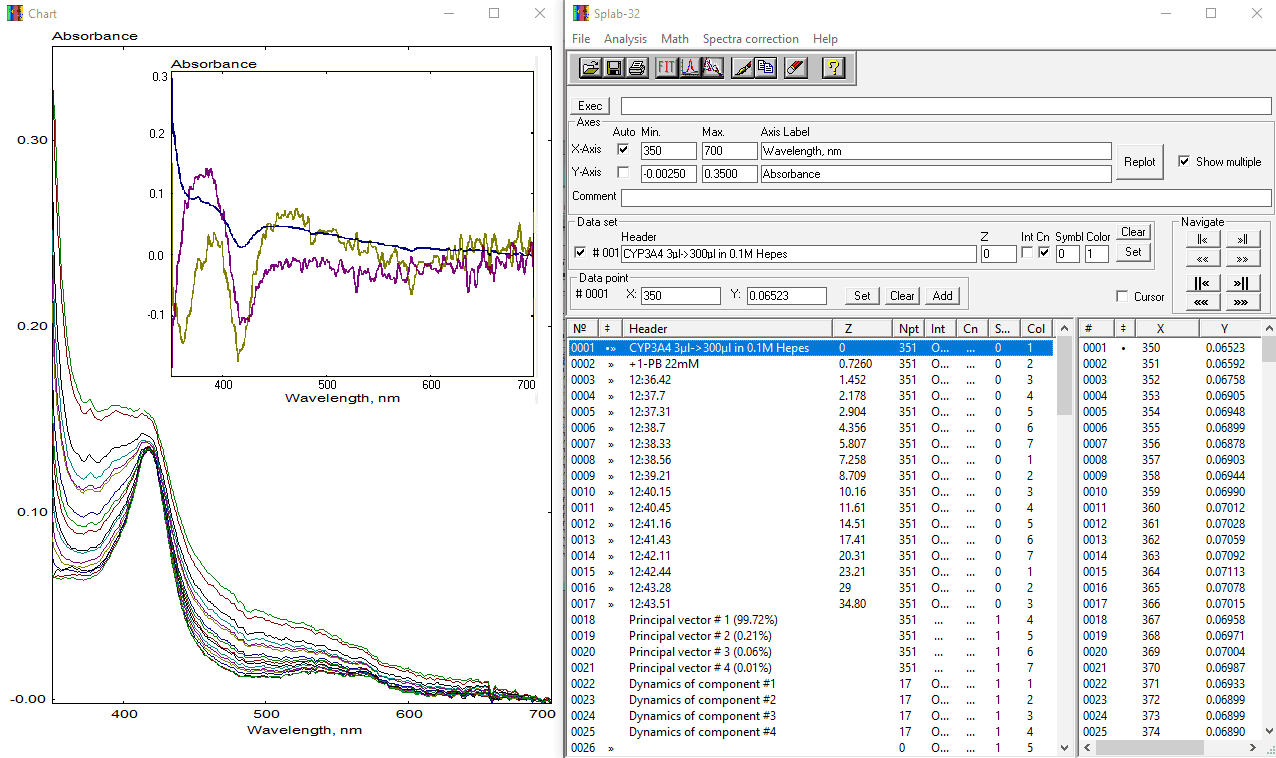 Chart
Absorbance
0.30
0.20
0.10
-0.00
400
500
600
700
Wavelength, nm
Absorbance
0.3
0.2
0.1
0.0
-0.1
400
500
600
700
Wavelength, nm
Splab-32
File Analysis Math Spectra correction Help
FIT ?
Exec
Axes
Auto Min. Max. Axis Label
X-Axis 350 700 Wavelength, nm
Replot Show multiple
Y-Axis -0.00250 0.3500 Absorbance
Comment
Data set
Header Z Int Cn Symbl Color Clear
# 001 CYP3A4 3µl->300µl in 0.1M Hepes 0 0 1 Set
Data point
# 0001 X: 350 Y: 0.06523 Set Clear Add
Navigate
||« »||
«« »»
||« »||
«« »»
Cursor
Nº ‡ Header Z Npt Int Cn S... Col
0001 •» CYP3A4 3µl->300µl in 0.1M Hepes 0 351 O... ... 0 1
0002 » +1-PB 22mM 0.7260 351 O... ... 0 2
0003 » 12:36.42 1.452 351 O... ... 0 3
0004 » 12:37.7 2.178 351 O... ... 0 4
0005 » 12:37.31 2.904 351 O... ... 0 5
0006 » 12:38.7 4.356 351 O... ... 0 6
0007 » 12:38.33 5.807 351 O... ... 0 7
0008 » 12:38.56 7.258 351 O... ... 0 1
0009 » 12:39.21 8.709 351 O... ... 0 2
0010 » 12:40.15 10.16 351 O... ... 0 3
0011 » 12:40.45 11.61 351 O... ... 0 4
0012 » 12:41.16 14.51 351 O... ... 0 5
0013 » 12:41.43 17.41 351 O... ... 0 6
0014 » 12:42.11 20.31 351 O... ... 0 7
0015 » 12:42.44 23.21 351 O... ... 0 1
0016 » 12:43.28 29 351 O... ... 0 2
0017 » 12:43.51 34.80 351 O... ... 0 3
0018 Principal vector # 1 (99.72%) 351 ... ... 1 4
0019 Principal vector # 2 (0.21%) 351 ... ... 1 5
0020 Principal vector # 3 (0.06%) 351 ... ... 1 6
0021 Principal vector # 4 (0.01%) 351 ... ... 1 7
0022 Dynamics of component #1 17 O... ... 1 1
0023 Dynamics of component #2 17 O... ... 1 2
0024 Dynamics of component #3 17 O... ... 1 3
0025 Dynamics of component #4 17 O... ... 1 4
0026 » 0 O... ... 1 5
# ‡ X Y
0001 • 350 0.06523
0002 351 0.06592
0003 352 0.06758
0004 353 0.06905
0005 354 0.06948
0006 355 0.06899
0007 356 0.06878
0008 357 0.06903
0009 358 0.06944
0010 359 0.06990
0011 360 0.07012
0012 361 0.07028
0013 362 0.07059
0014 363 0.07092
0015 364 0.07113
0016 365 0.07078
0017 366 0.07015
0018 367 0.06958
0019 368 0.06971
0020 369 0.07004
0021 370 0.06987
0022 371 0.06933
0023 372 0.06899
0024 373 0.06899
0025 374 0.06890